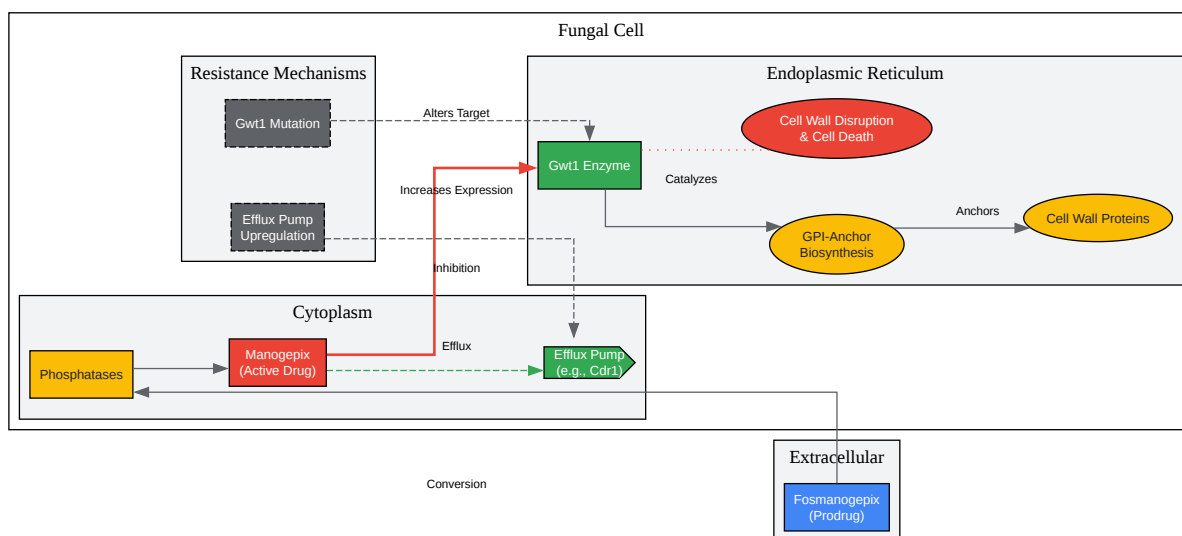 Fungal Cell
Resistance Mechanisms
Endoplasmic Reticulum
Gwt1 Mutation
Alters Target
Cell Wall Disruption
& Cell Death
Gwt1 Enzyme
Catalyzes
Increases Expression
Efflux Pump
Upregulation
Anchors
Cell Wall Proteins
GPI-Anchor
Biosynthesis
Inhibition
Cytoplasm
Efflux
Phosphatases
Manogepix
(Active Drug)
Efflux Pump
(e.g., Cdr1)
Extracellular
Conversion
Fosmanogepix
(Prodrug)